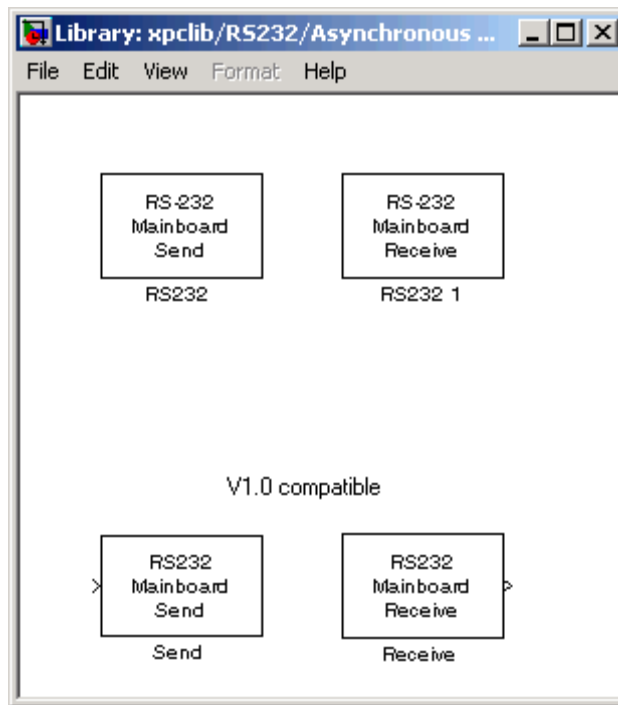 Library: xpclib/RS232/Asynchronous ...
File Edit View Format Help
RS-232
Mainboard
Send
RS232
RS-232
Mainboard
Receive
RS232 1
V1.0 compatible
RS232
Mainboard
Send
Send
RS232
Mainboard
Receive
Receive